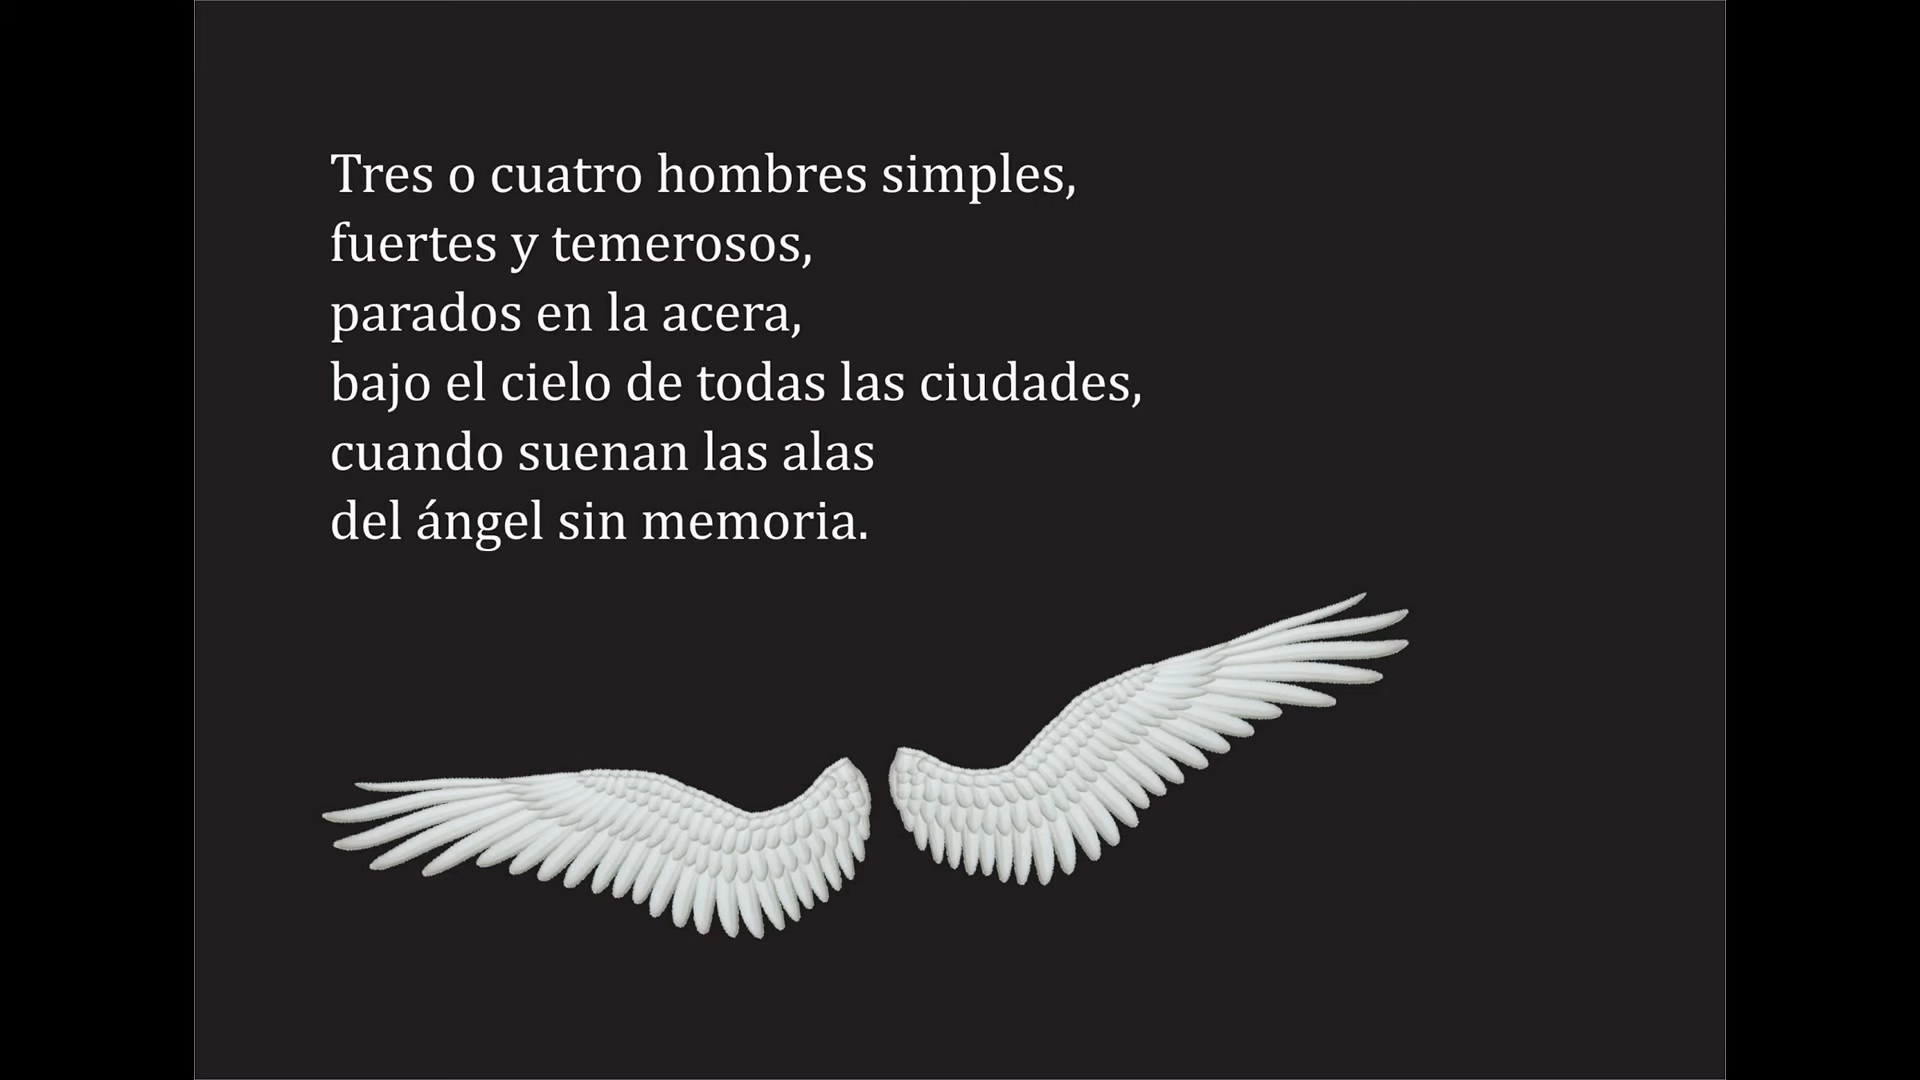 Tres o cuatro hombres simples,
fuertes y temerosos,
parados en la acera,
bajo el cielo de todas las ciudades,
cuando suenan las alas
del ángel sin memoria.